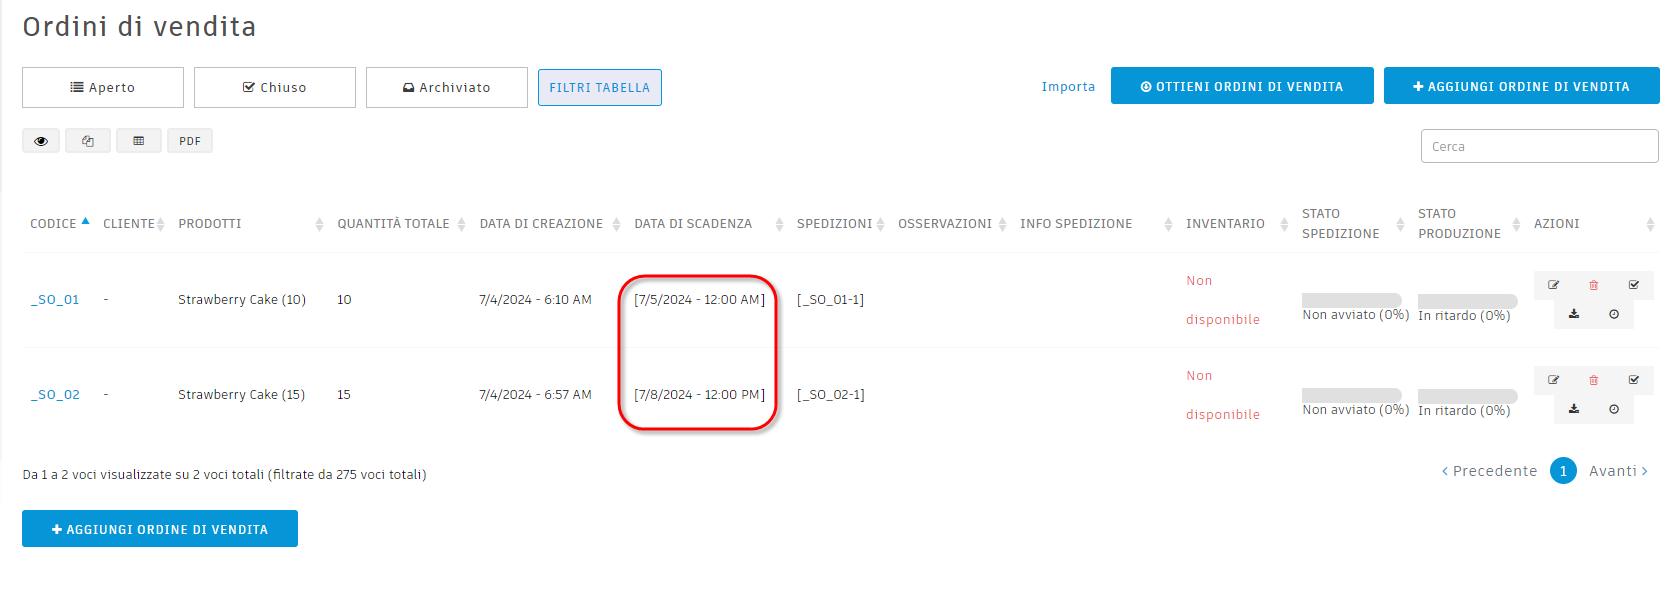 Ordini di vendita
Aperto Chiuso Archiviato FILTRI TABELLA Importa OTTIENI ORDINI DI VENDITA AGGIUNGI ORDINE DI VENDITA
PDF Cerca
CODICE CLIENTE PRODOTTI QUANTITÀ TOTALE DATA DI CREAZIONE DATA DI SCADENZA SPEDIZIONI OSSERVAZIONI INFO SPEDIZIONE INVENTARIO STATO SPEDIZIONE STATO PRODUZIONE AZIONI
_SO_01 - Strawberry Cake (10) 10 7/4/2024 - 6:10 AM [7/5/2024 - 12:00 AM] [_SO_01-1] Non disponibile Non avviato (0%) In ritardo (0%)
_SO_02 - Strawberry Cake (15) 15 7/4/2024 - 6:57 AM [7/8/2024 - 12:00 PM] [_SO_02-1] Non disponibile Non avviato (0%) In ritardo (0%)
Da 1 a 2 voci visualizzate su 2 voci totali (filtrate da 275 voci totali) Precedente 1 Avanti
AGGIUNGI ORDINE DI VENDITA